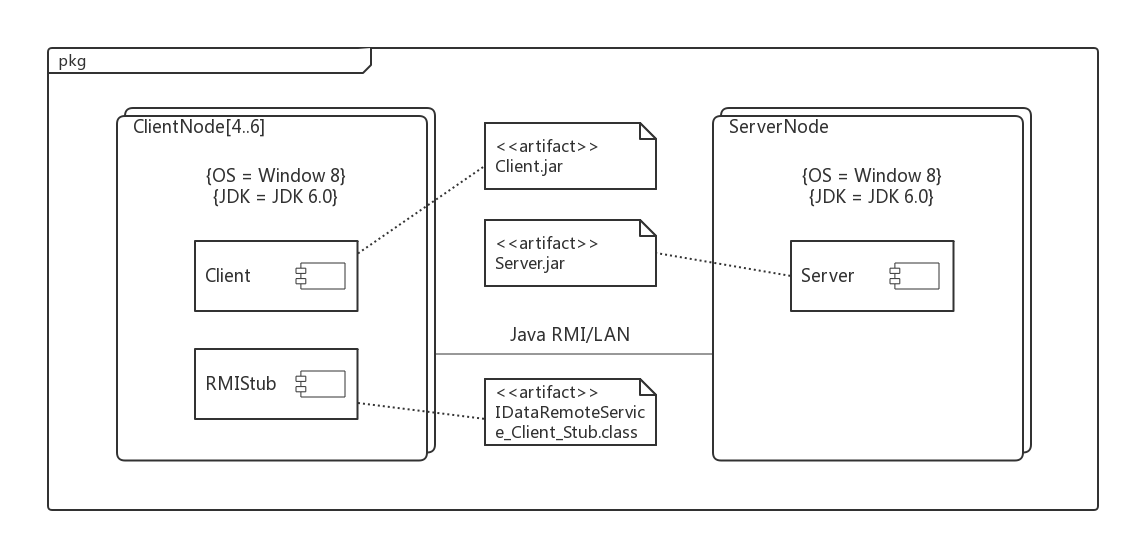 pkg
ClientNode[4..6]
{OS = Window 8}
{JDK = JDK 6.0}
Client
RMIStub
<<artifact>>
Client.jar
<<artifact>>
Server.jar
Java RMI/LAN
<<artifact>>
IDataRemoteServic
e_Client_Stub.class
ServerNode
{OS = Window 8}
{JDK = JDK 6.0}
Server